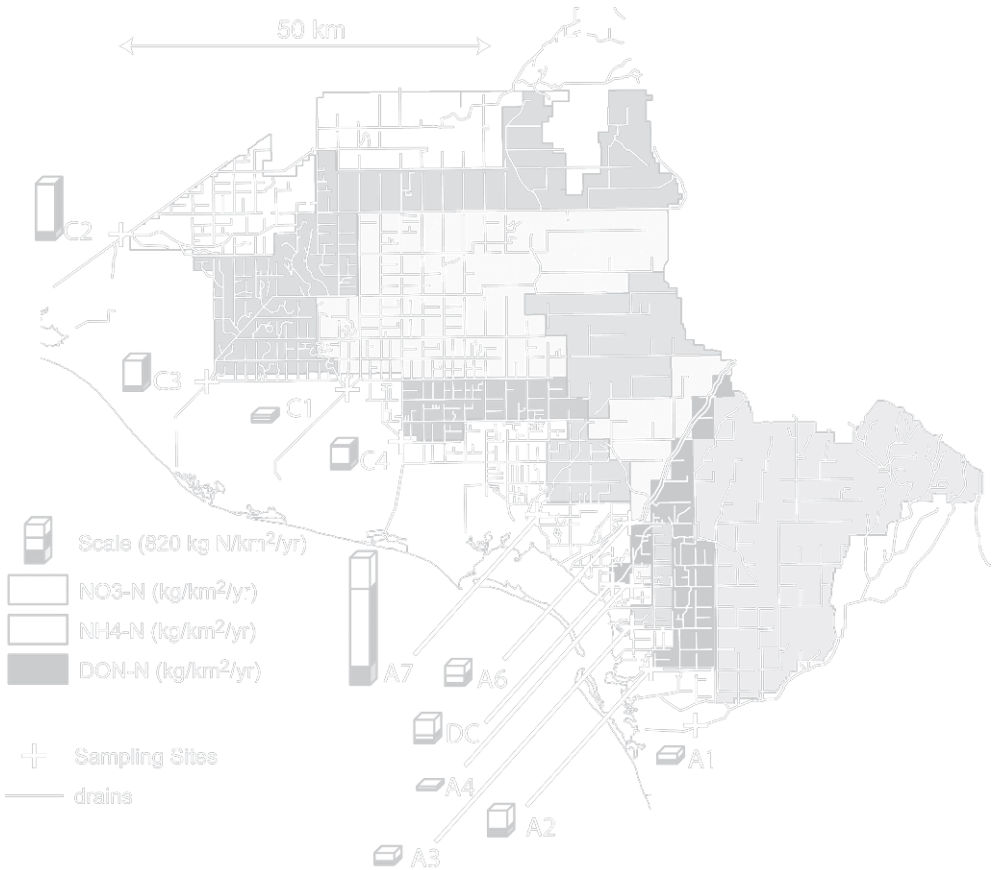 50 km
C2
C3
C1
C4
Scale (820 kg N/km²/yr)
NO3-N (kg/km²/yr)
NH4-N (kg/km²/yr)
DON-N (kg/km²/yr)
A7
A6
DC
A1
Sampling Sites
A4
drains
A2
A3